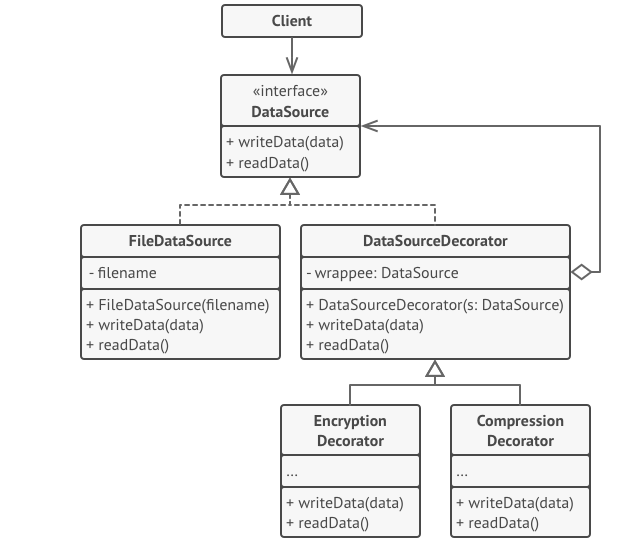 Client
«interface»
DataSource
+ writeData(data)
+ readData()
FileDataSource
- filename
+ FileDataSource(filename)
+ writeData(data)
+ readData()
DataSourceDecorator
- wrappee: DataSource
+ DataSourceDecorator(s: DataSource)
+ writeData(data)
+ readData()
Encryption
Decorator
...
+ writeData(data)
+ readData()
Compression
Decorator
...
+ writeData(data)
+ readData()